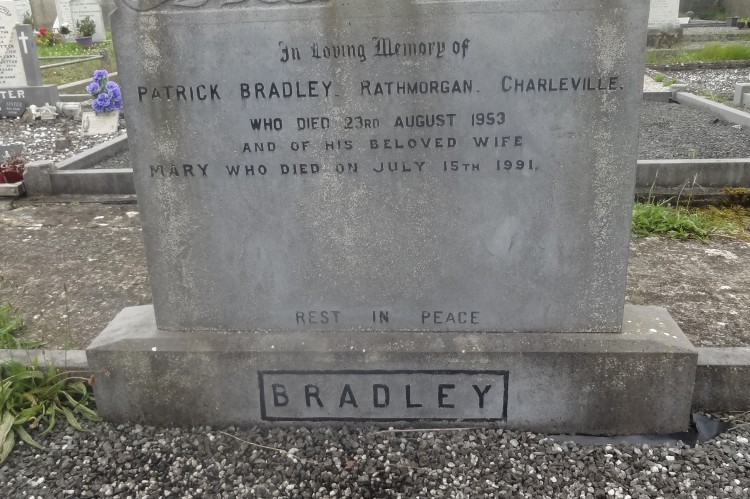 In Loving Memory of
PATRICK BRADLEY. RATHMORGAN. CHARLEVILLE.
WHO DIED 23RD AUGUST 1953
AND OF HIS BELOVED WIFE
MARY WHO DIED ON JULY 15TH 1991.
REST IN PEACE
BRADLEY